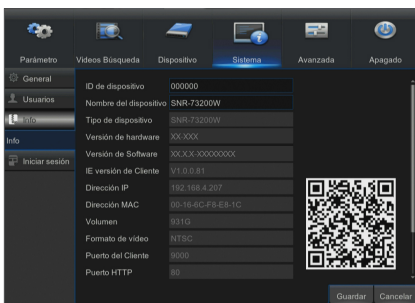 Parámetro Videos Búsqueda Dispositivo Sistema Avanzada Apagado
General
Usuarios
Info
Info
Iniciar sesión
ID de dispositivo 000000
Nombre del dispositivo SNR-73200W
Tipo de dispositivo SNR-73200W
Versión de hardware XX-XXX
Versión de Software XX.X.X-XXXXXXX
IE versión de Cliente V1.0.0.81
Dirección IP 192.168.4.207
Dirección MAC 00-16-6C-F8-E8-1C
Volumen 931G
Formato de vídeo NTSC
Puerto del Cliente 9000
Puerto HTTP 80
Guardar Cancelar